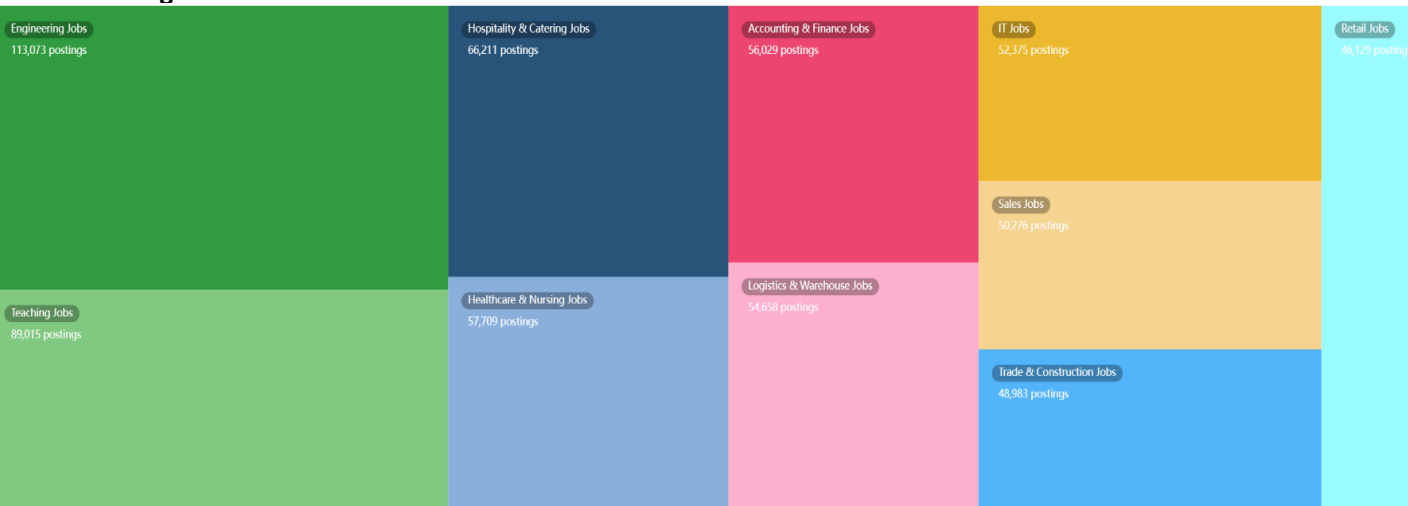 Engineering Jobs
113,073 postings
Hospitality & Catering Jobs
66,211 postings
Accounting & Finance Jobs
56,029 postings
IT Jobs
52,375 postings
Retail Jobs
46,129 posting
Sales Jobs
50,276 postings
Logistics & Warehouse Jobs
54,658 postings
Healthcare & Nursing Jobs
57,709 postings
Teaching Jobs
89,015 postings
Trade & Construction Jobs
48,983 postings